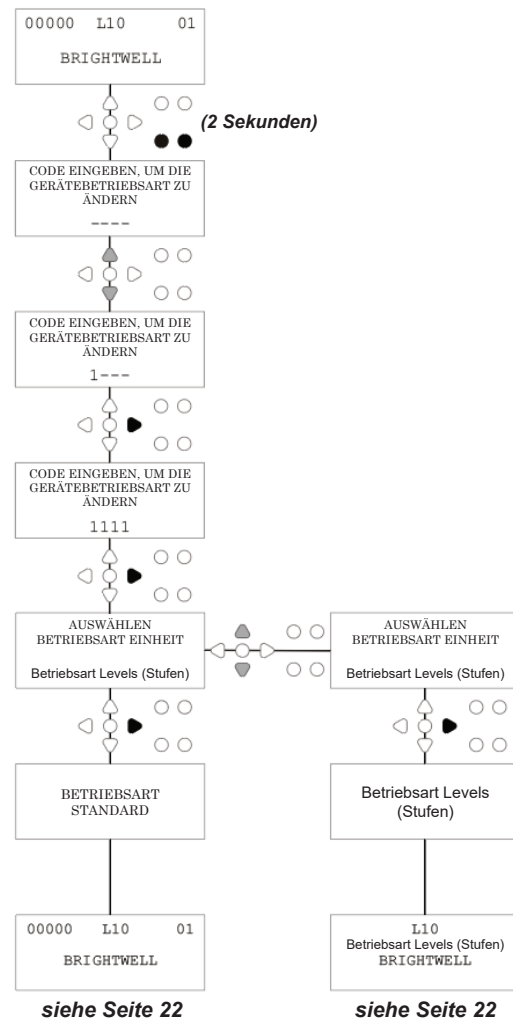 00000 L10 01
BRIGHTWELL
(2 Sekunden)
CODE EINGEBEN, UM DIE
GERÄTEBETRIEBSART ZU
ÄNDERN
----
CODE EINGEBEN, UM DIE
GERÄTEBETRIEBSART ZU
ÄNDERN
1---
CODE EINGEBEN, UM DIE
GERÄTEBETRIEBSART ZU
ÄNDERN
1111
AUSWÄHLEN
BETRIEBSART EINHEIT
Betriebsart Levels (Stufen)
AUSWÄHLEN
BETRIEBSART EINHEIT
Betriebsart Levels (Stufen)
BETRIEBSART
STANDARD
Betriebsart Levels
(Stufen)
00000 L10 01
BRIGHTWELL
siehe Seite 22
L10
Betriebsart Levels (Stufen)
BRIGHTWELL
siehe Seite 22